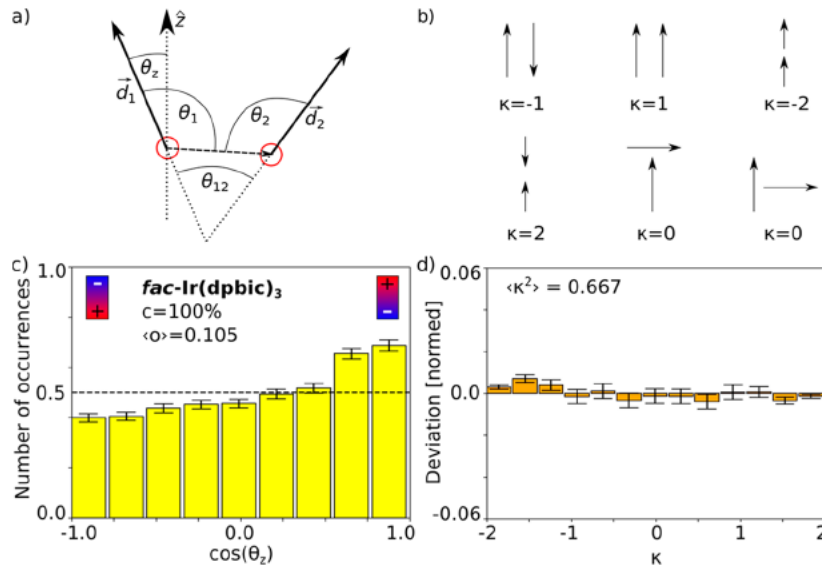 a)
ẑ
θz
d⃗1
θ1
θ2
d⃗2
θ12
b)
κ=-1
κ=1
κ=-2
κ=2
κ=0
κ=0
c)
1.0
0.5
0.0
Number of occurrences
-
+
fac-Ir(dpbic)3
c=100%
‹o›=0.105
+
-
-1.0
0.0
1.0
cos(θz)
d)
0.06
0.0
-0.06
Deviation [normed]
‹κ²› = 0.667
-2
-1
0
1
2
κ